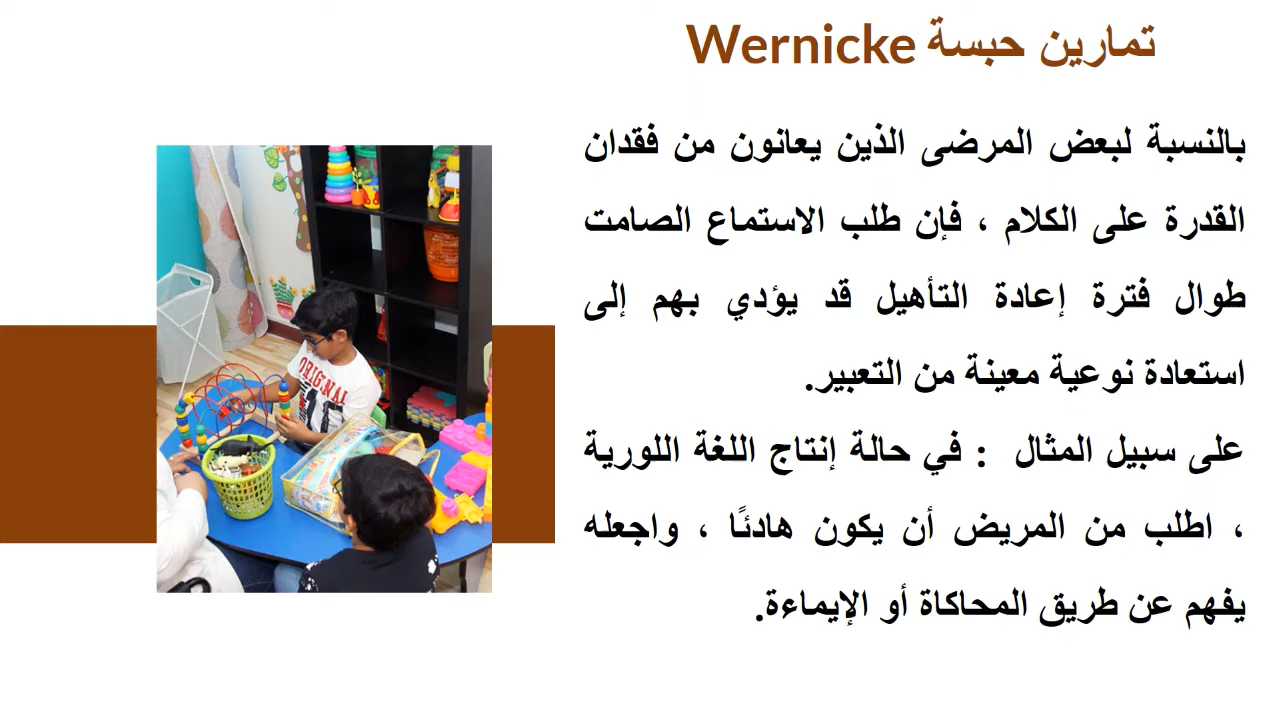 تمارين حبسة Wernicke
بالنسبة لبعض المرضى الذين يعانون من فقدان
القدرة على الكلام ، فإن طلب الاستماع الصامت
طوال فترة إعادة التأهيل قد يؤدي بهم إلى
استعادة نوعية معينة من التعبير.
على سبيل المثال : في حالة إنتاج اللغة اللورية
، اطلب من المريض أن يكون هادئًا ، واجعله
يفهم عن طريق المحاكاة أو الإيماءة.
ORIGINAL